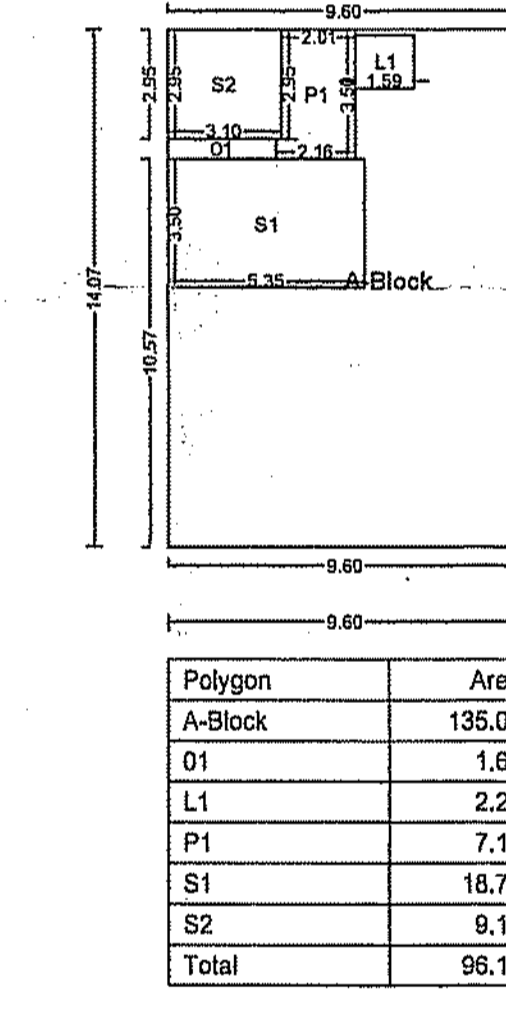 9.60
2.01
2.95 2.95 S2 2.95 P1 3.50 L1
1.59
3.10
01 2.16
3.50 S1
5.35 A-Block
14.07
10.57
9.60
9.60
Polygon Are
A-Block 135.0
01 1.6
L1 2.2
P1 7.1
S1 18.7
S2 9.1
Total 96.1